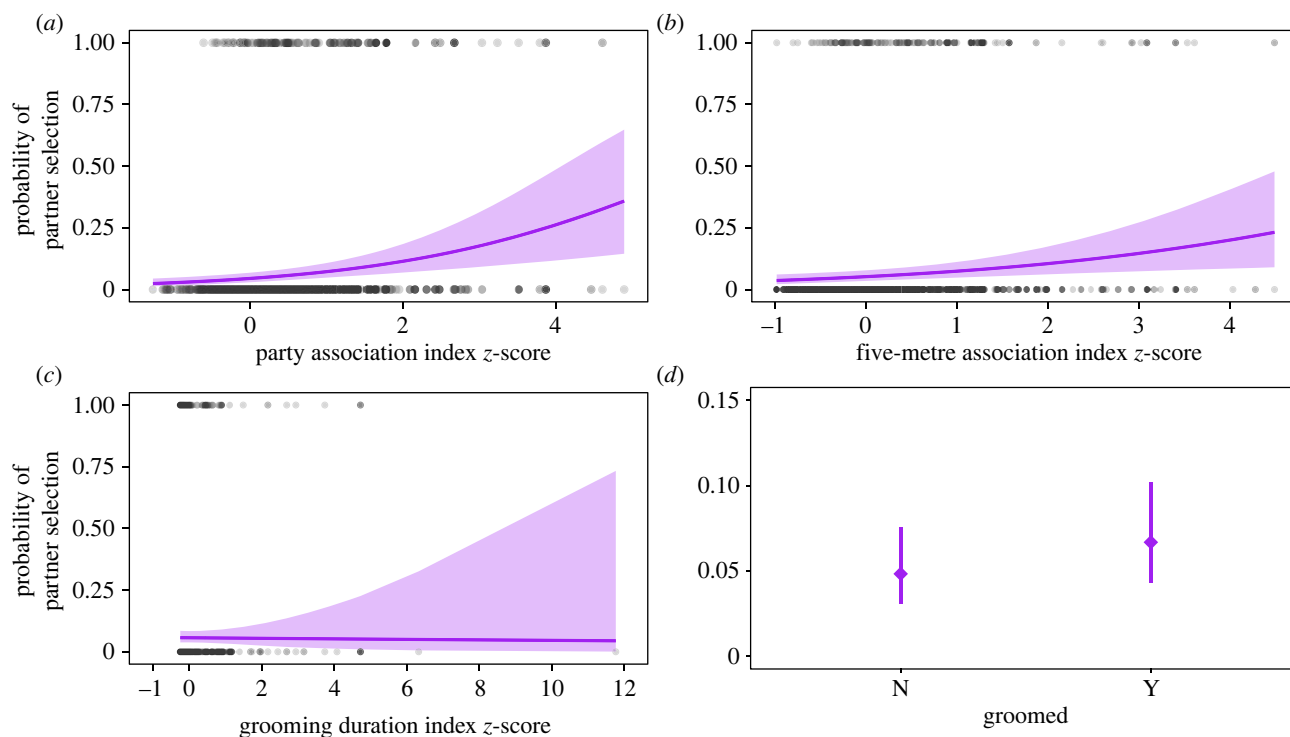 (a)
1.00
0.75
0.50
0.25
0
probability of
partner selection
0 2 4
party association index z-score
(b)
1.00
0.75
0.50
0.25
0
–1 0 1 2 3 4
five-metre association index z-score
(c)
1.00
0.75
0.50
0.25
0
probability of
partner selection
–1 0 2 4 6 8 10 12
grooming duration index z-score
(d)
0.15
0.10
0.05
0
N Y
groomed